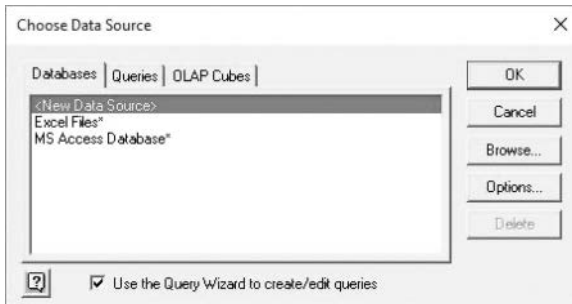 Choose Data Source
Databases Queries OLAP Cubes
<New Data Source>
Excel Files*
MS Access Database*
OK
Cancel
Browse...
Options...
Delete
Use the Query Wizard to create/edit queries